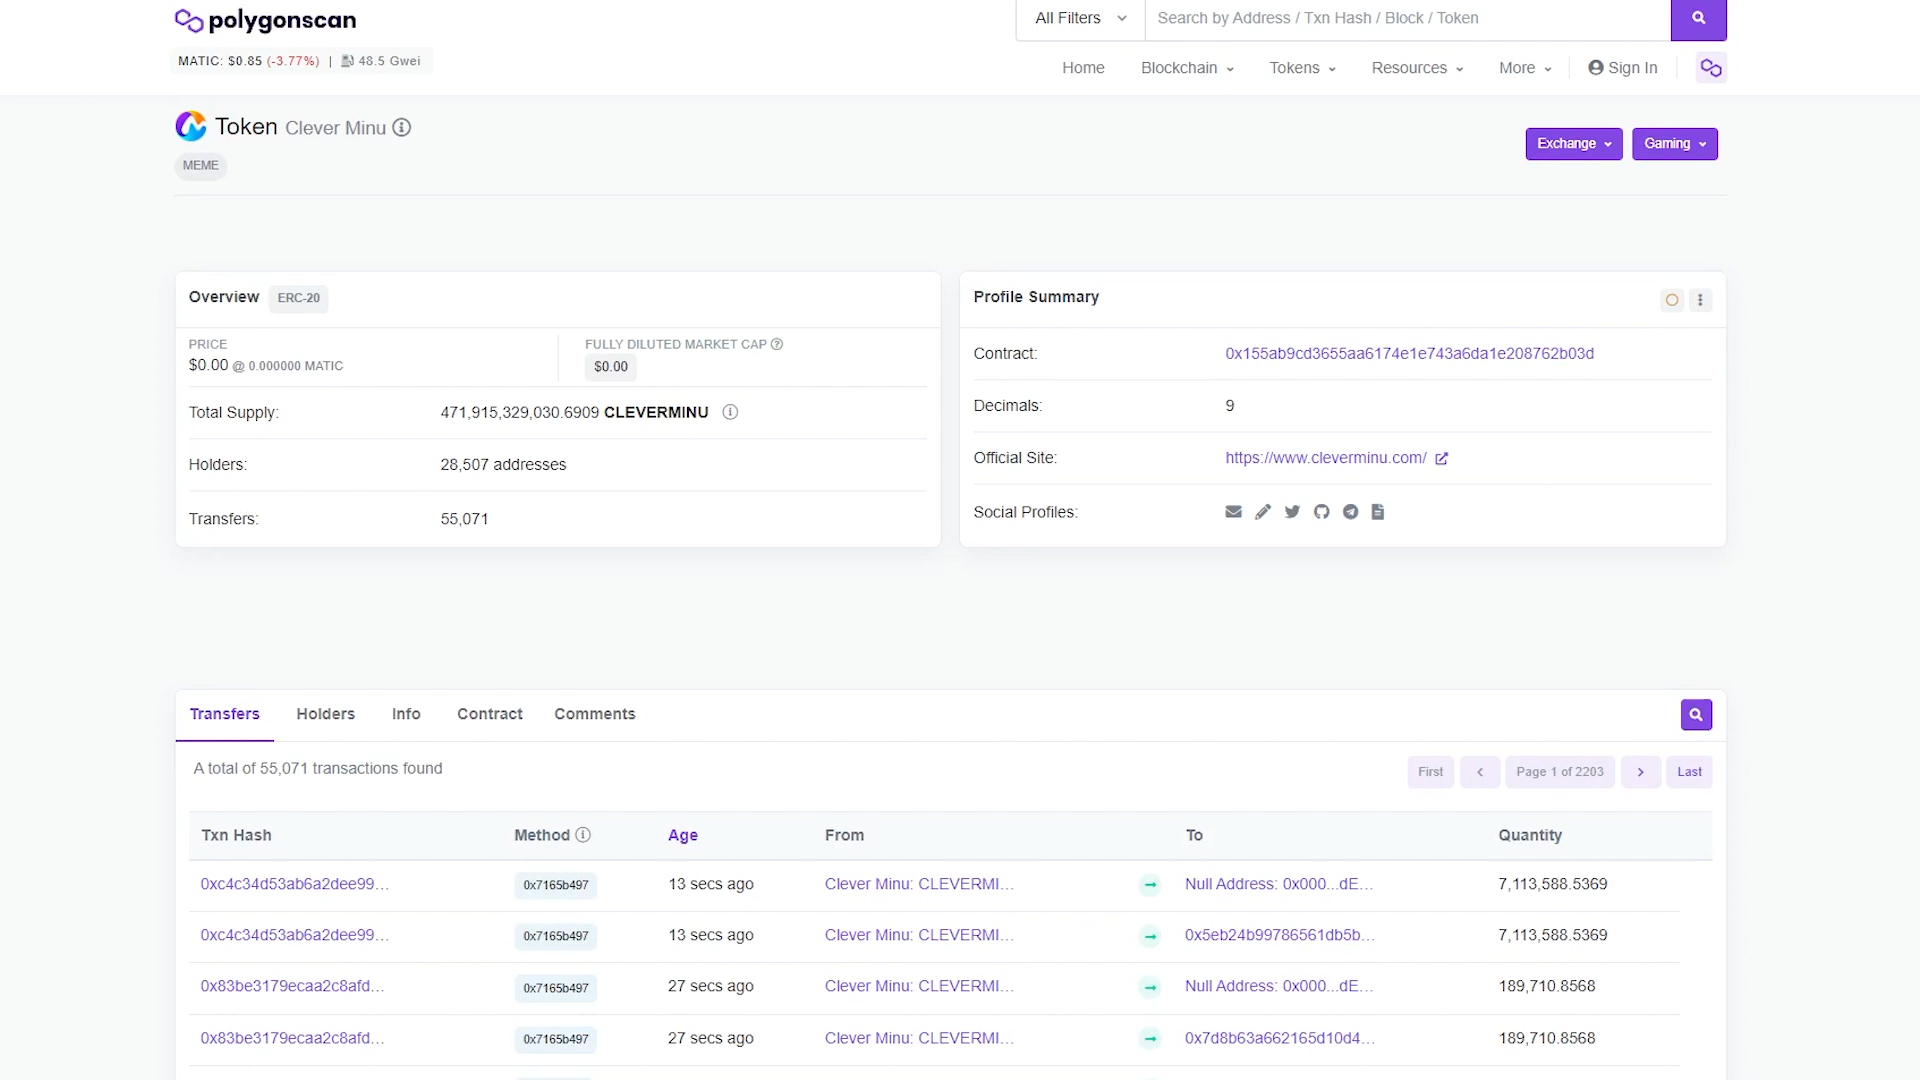 polygonscan
All Filters
Search by Address / Txn Hash / Block / Token
MATIC: $0.85 (-3.77%) | 48.5 Gwei
Home Blockchain Tokens Resources More Sign In
Token Clever Minu
MEME
Exchange Gaming
Overview ERC-20
PRICE
$0.00 @ 0.000000 MATIC
FULLY DILUTED MARKET CAP
$0.00
Total Supply: 471,915,329,030.6909 CLEVERMINU
Holders: 28,507 addresses
Transfers: 55,071
Profile Summary
Contract: 0x155ab9cd3655aa6174e1e743a6da1e208762b03d
Decimals: 9
Official Site: https://www.cleverminu.com/
Social Profiles:
Transfers Holders Info Contract Comments
A total of 55,071 transactions found
First Page 1 of 2203 Last
Txn Hash Method Age From To Quantity
0xc4c34d53ab6a2dee99... 0x7165b497 13 secs ago Clever Minu: CLEVERMI... Null Address: 0x000...dE... 7,113,588.5369
0xc4c34d53ab6a2dee99... 0x7165b497 13 secs ago Clever Minu: CLEVERMI... 0x5eb24b99786561db5b... 7,113,588.5369
0x83be3179ecaa2c8afd... 0x7165b497 27 secs ago Clever Minu: CLEVERMI... Null Address: 0x000...dE... 189,710.8568
0x83be3179ecaa2c8afd... 0x7165b497 27 secs ago Clever Minu: CLEVERMI... 0x7d8b63a662165d10d4... 189,710.8568